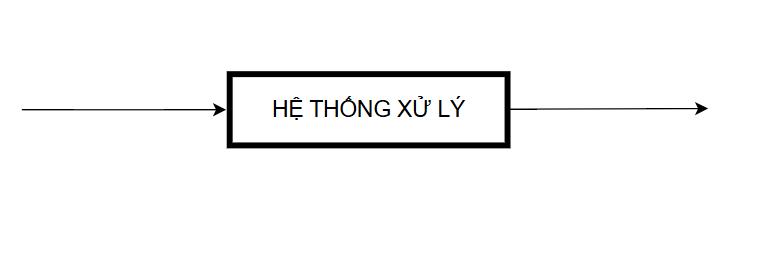 HỆ THỐNG XỬ LÝ